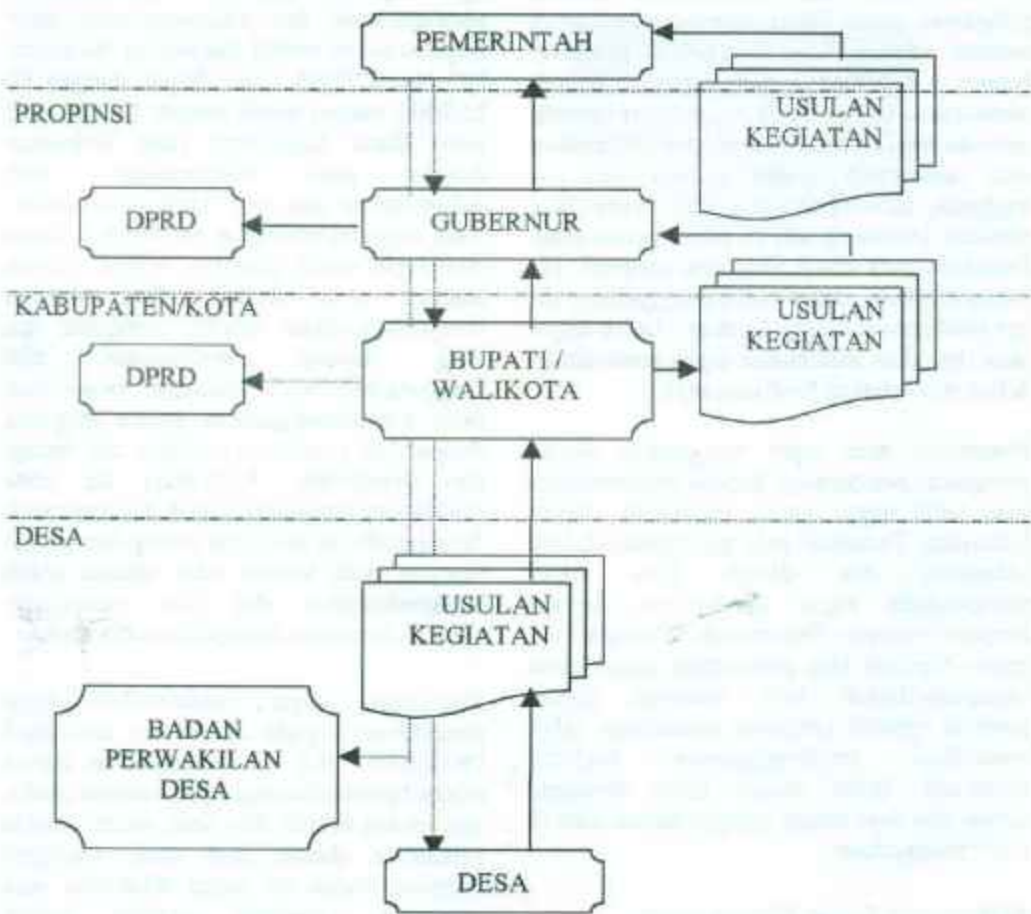 PEMERINTAH
PROPINSI
USULAN
KEGIATAN
DPRD
GUBERNUR
KABUPATEN/KOTA
USULAN
KEGIATAN
DPRD
BUPATI/
WALIKOTA
DESA
USULAN
KEGIATAN
BADAN
PERWAKILAN
DESA
DESA